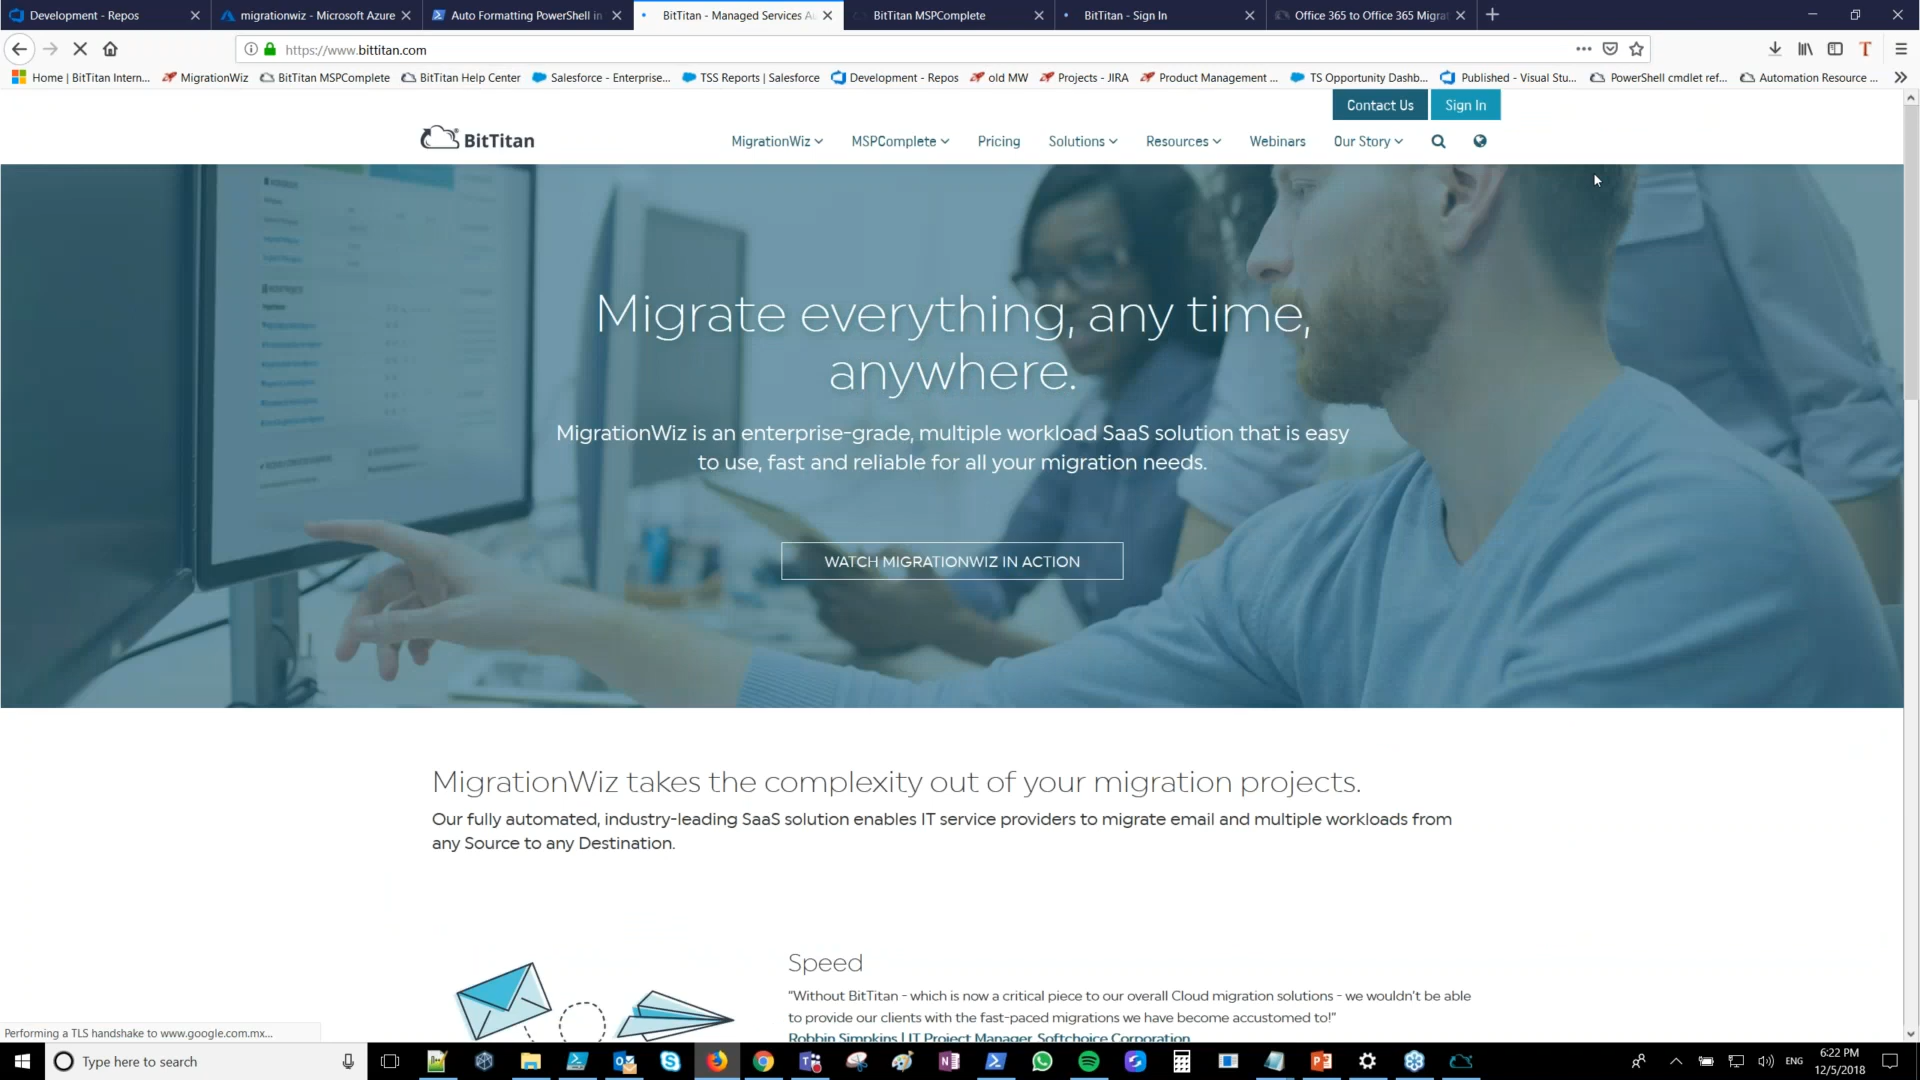 Development - Repos
migrationwiz - Microsoft Azure
Auto Formatting PowerShell in
BitTitan - Managed Services Au
BitTitan MSPComplete
BitTitan - Sign In
Office 365 to Office 365 Migrat
https://www.bittitan.com
Home | BitTitan Intern...
MigrationWiz
BitTitan MSPComplete
BitTitan Help Center
Salesforce - Enterprise...
TSS Reports | Salesforce
Development - Repos
old MW
Projects - JIRA
Product Management ...
TS Opportunity Dashb...
Published - Visual Stu...
PowerShell cmdlet ref...
Automation Resource ...
Contact Us
Sign In
BitTitan
MigrationWiz
MSPComplete
Pricing
Solutions
Resources
Webinars
Our Story
Migrate everything, any time,
anywhere.
MigrationWiz is an enterprise-grade, multiple workload SaaS solution that is easy
to use, fast and reliable for all your migration needs.
WATCH MIGRATIONWIZ IN ACTION
MigrationWiz takes the complexity out of your migration projects.
Our fully automated, industry-leading SaaS solution enables IT service providers to migrate email and multiple workloads from
any Source to any Destination.
Speed
"Without BitTitan - which is now a critical piece to our overall Cloud migration solutions - we wouldn't be able
to provide our clients with the fast-paced migrations we have become accustomed to!"
Robbin Simpkins | IT Project Manager, Softchoice Corporation
Performing a TLS handshake to www.google.com.mx...
Type here to search
ENG
6:22 PM
12/5/2018